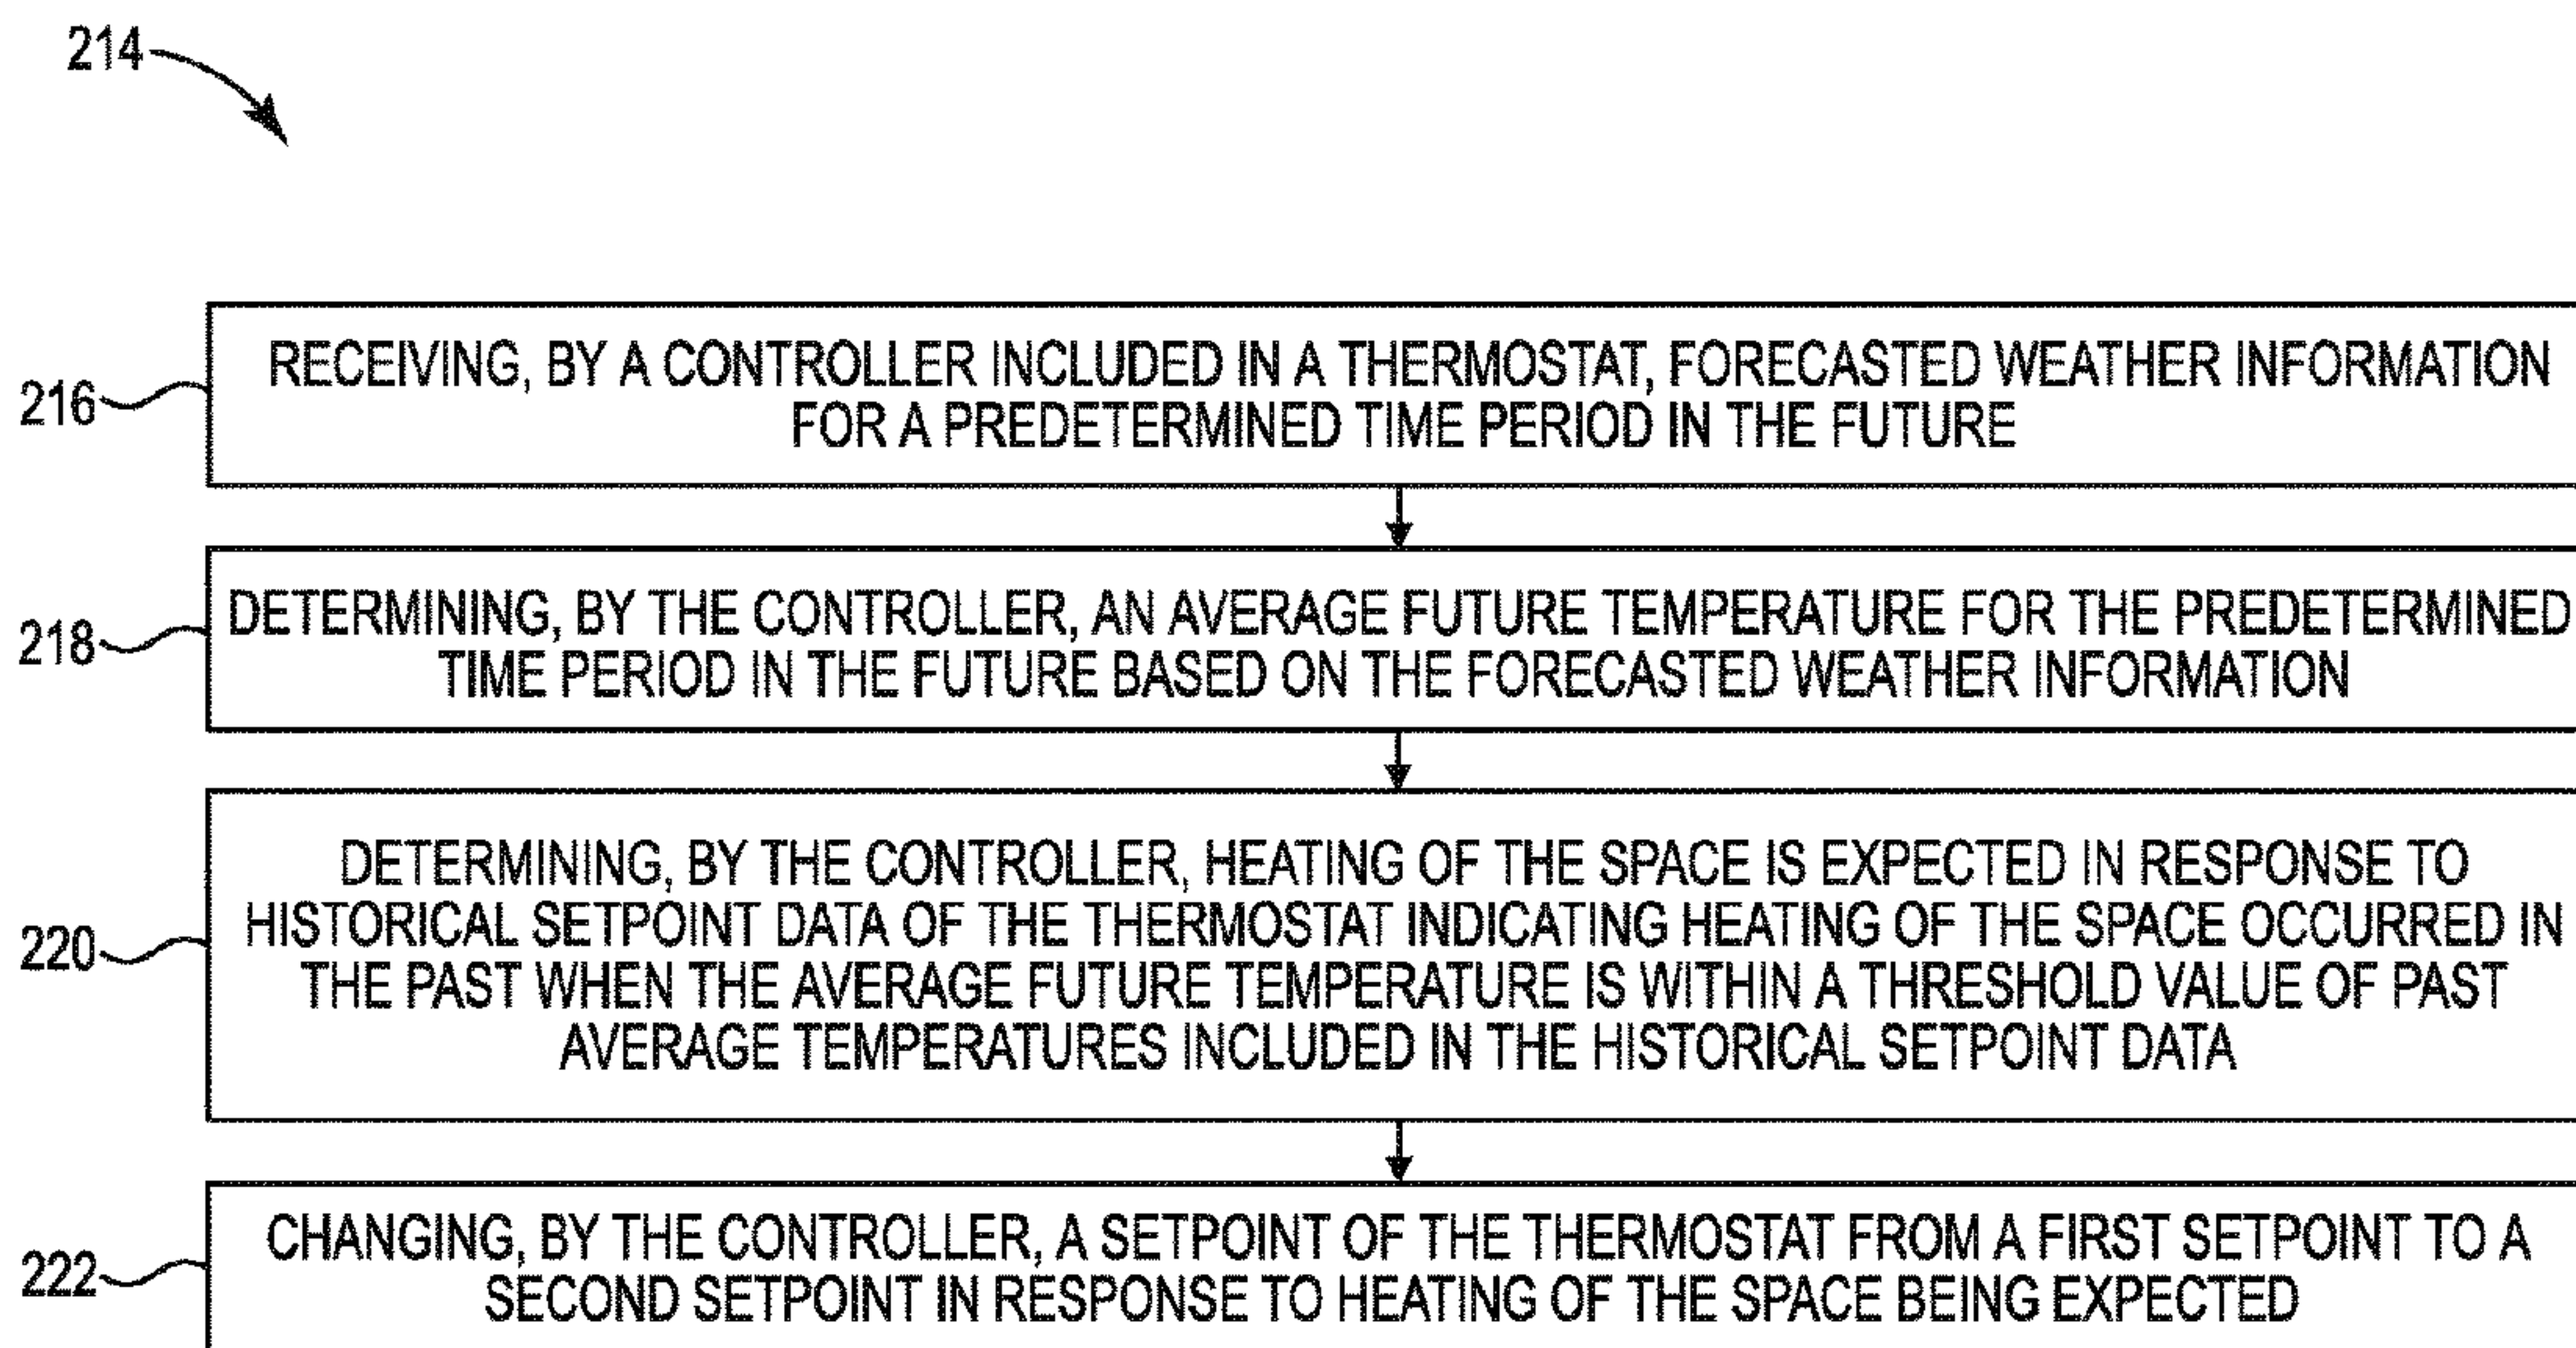 214
216
RECEIVING, BY A CONTROLLER INCLUDED IN A THERMOSTAT, FORECASTED WEATHER INFORMATION
FOR A PREDETERMINED TIME PERIOD IN THE FUTURE
218
DETERMINING, BY THE CONTROLLER, AN AVERAGE FUTURE TEMPERATURE FOR THE PREDETERMINED
TIME PERIOD IN THE FUTURE BASED ON THE FORECASTED WEATHER INFORMATION
220
DETERMINING, BY THE CONTROLLER, HEATING OF THE SPACE IS EXPECTED IN RESPONSE TO
HISTORICAL SETPOINT DATA OF THE THERMOSTAT INDICATING HEATING OF THE SPACE OCCURRED IN
THE PAST WHEN THE AVERAGE FUTURE TEMPERATURE IS WITHIN A THRESHOLD VALUE OF PAST
AVERAGE TEMPERATURES INCLUDED IN THE HISTORICAL SETPOINT DATA
222
CHANGING, BY THE CONTROLLER, A SETPOINT OF THE THERMOSTAT FROM A FIRST SETPOINT TO A
SECOND SETPOINT IN RESPONSE TO HEATING OF THE SPACE BEING EXPECTED